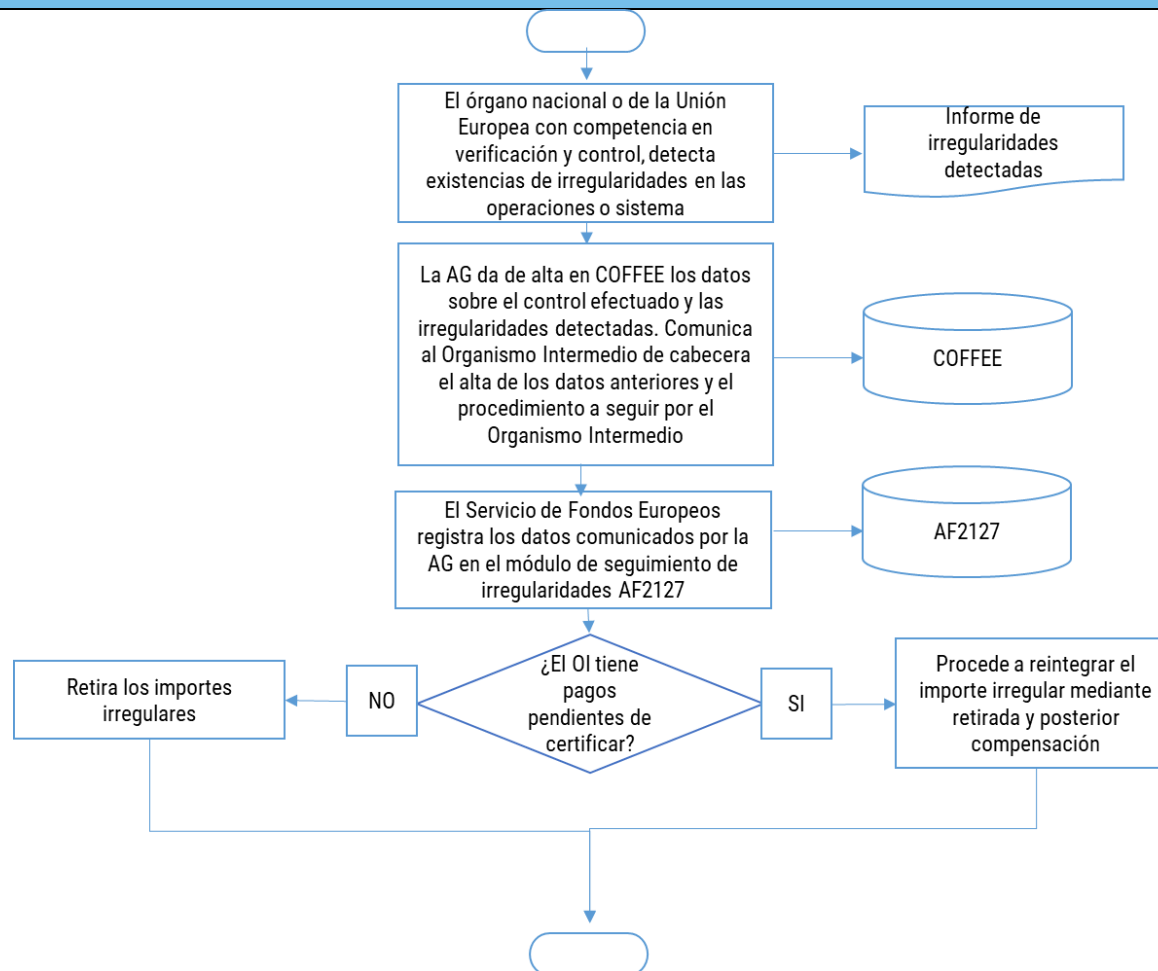 El órgano nacional o de la Unión
Europea con competencia en
verificación y control, detecta
existencias de irregularidades en las
operaciones o sistema
Informe de
irregularidades
detectadas
La AG da de alta en COFFEE los datos
sobre el control efectuado y las
irregularidades detectadas. Comunica
al Organismo Intermedio de cabecera
el alta de los datos anteriores y el
procedimiento a seguir por el
Organismo Intermedio
COFFEE
El Servicio de Fondos Europeos
registra los datos comunicados por la
AG en el módulo de seguimiento de
irregularidades AF2127
AF2127
¿El OI tiene
pagos
pendientes de
certificar?
NO
Retira los importes
irregulares
SI
Procede a reintegrar el
importe irregular mediante
retirada y posterior
compensación